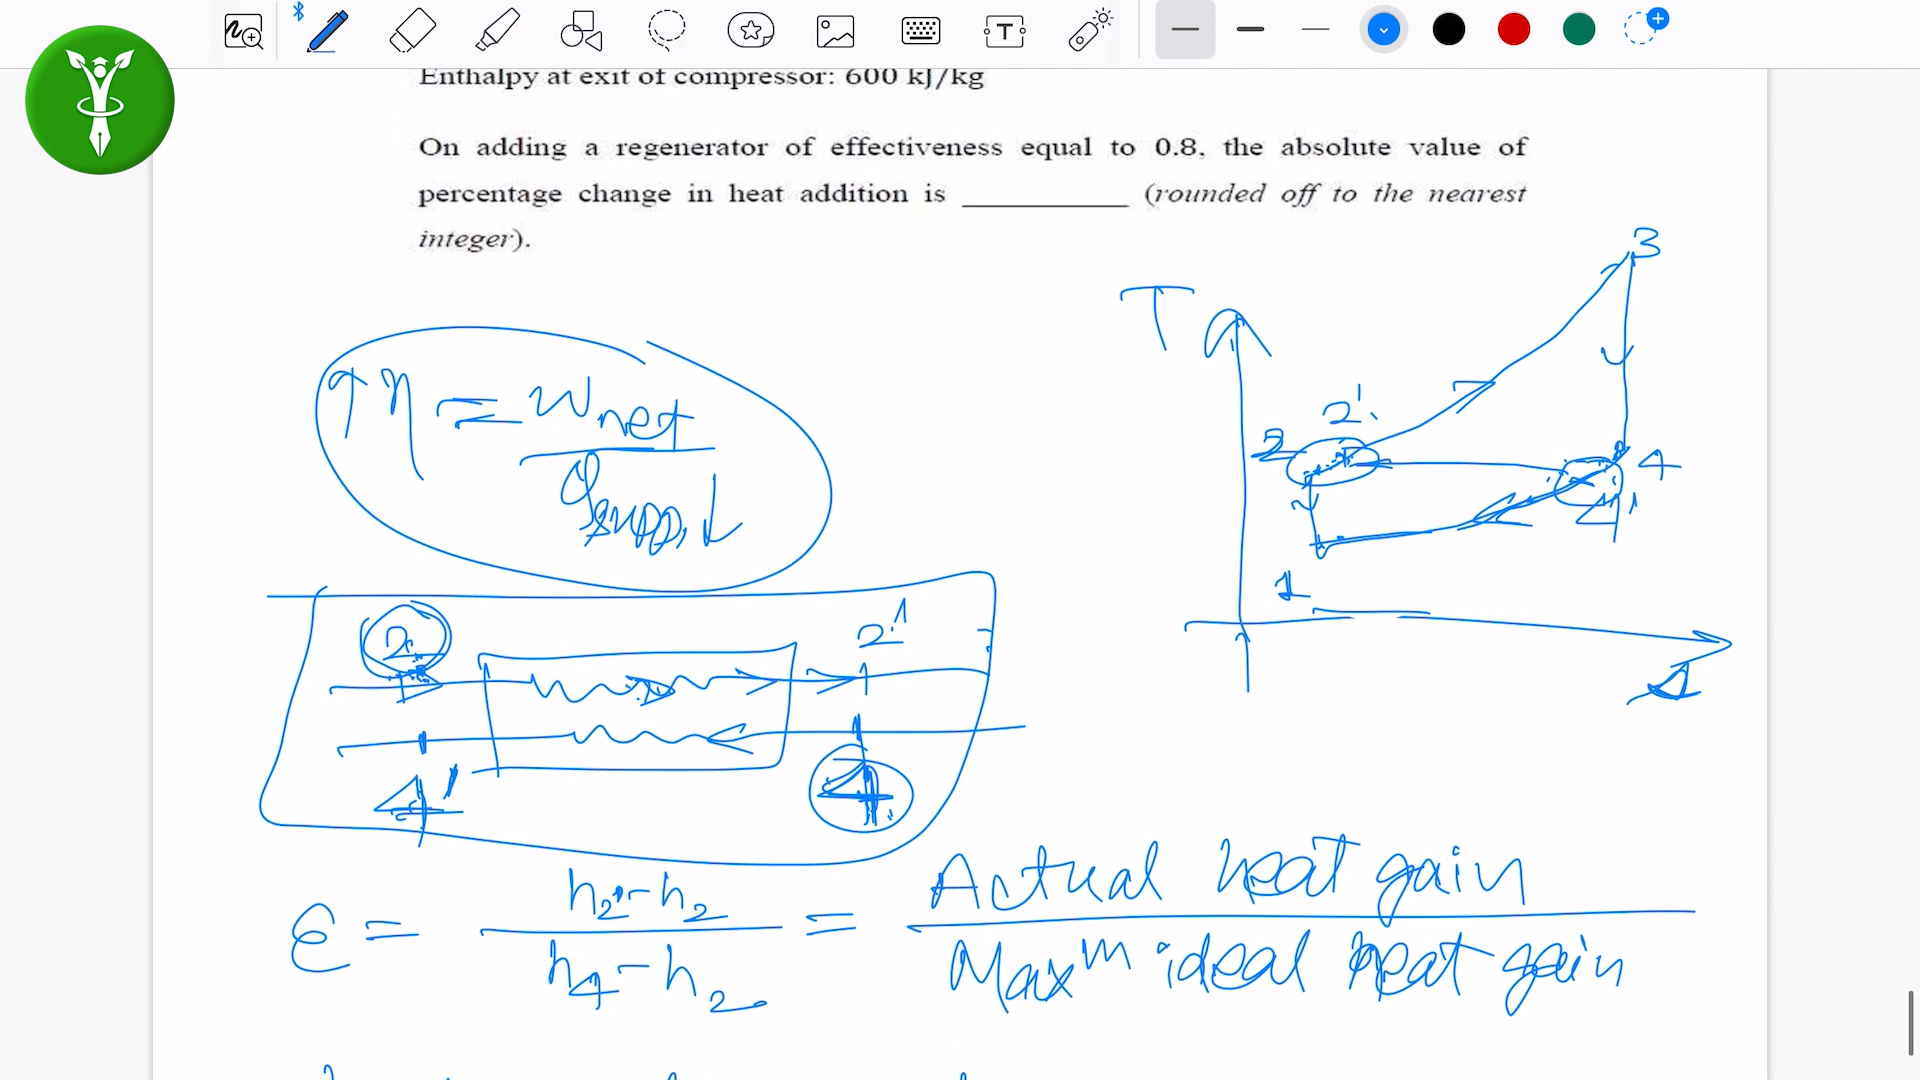 Enthalpy at exit of compressor: 600 kJ/kg
On adding a regenerator of effectiveness equal to 0.8, the absolute value of
percentage change in heat addition is __________ (rounded off to the nearest
integer).
3
T
↑η = Wnet / Qsupp.↓
2'
2
4
4'
1
s
2
2'
4'
4
ε = h2' - h2 / h4 - h2 = Actual heat gain / Maxm ideal heat gain